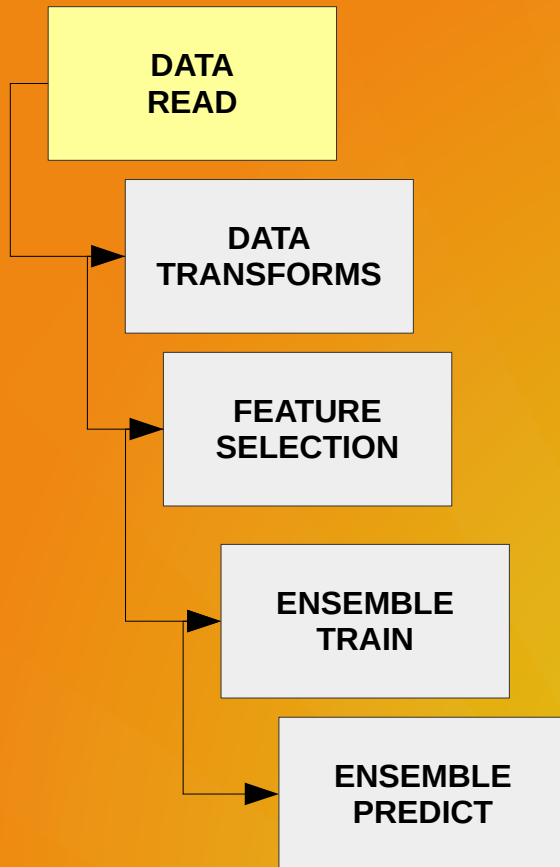 DATA
READ
DATA
TRANSFORMS
FEATURE
SELECTION
ENSEMBLE
TRAIN
ENSEMBLE
PREDICT